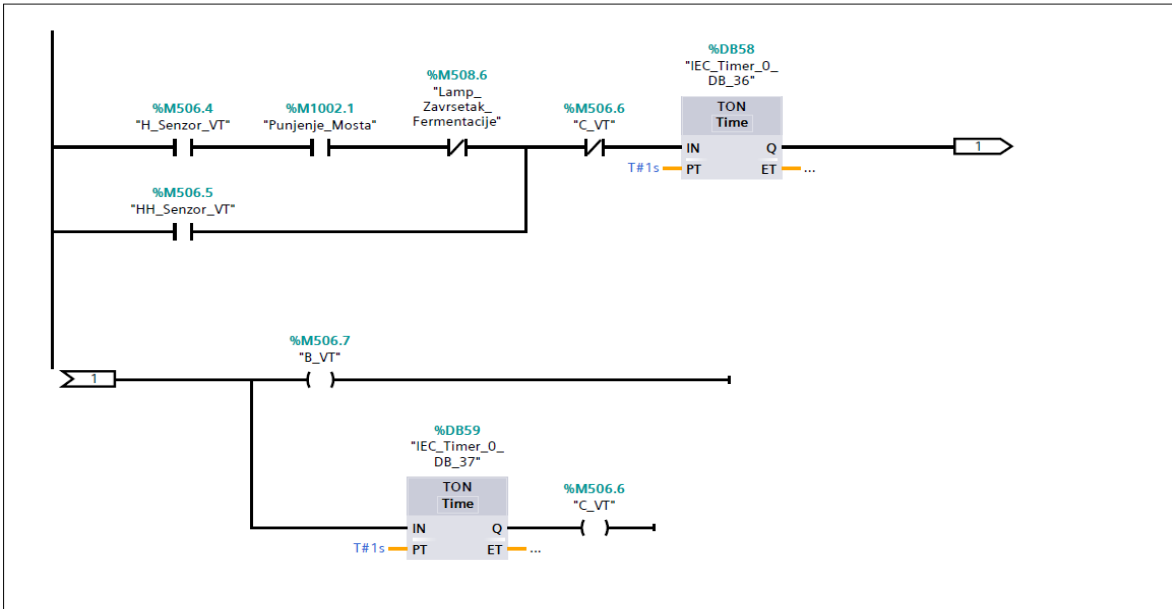 %DB58
"IEC_Timer_0_
DB_36"
%M508.6
"Lamp_
Zavrsetak_
Fermentacije"
%M506.4
"H_Senzor_VT"
%M1002.1
"Punjenje_Mosta"
%M506.6
"C_VT"
TON
Time
IN Q
1
T#1s PT ET ...
%M506.5
"HH_Senzor_VT"
%M506.7
"B_VT"
1
%DB59
"IEC_Timer_0_
DB_37"
TON
Time
%M506.6
"C_VT"
IN Q
T#1s PT ET ...